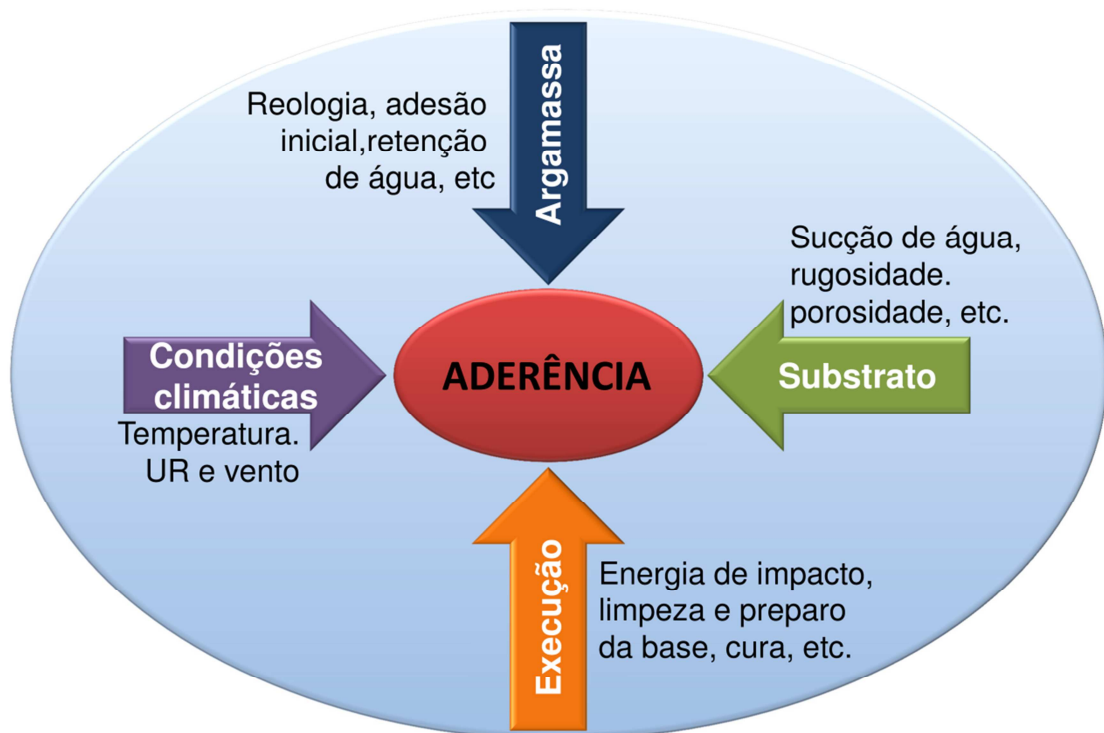 Argamassa
Reologia, adesão
inicial,retenção
de água, etc
Sucção de água,
rugosidade.
porosidade, etc.
Condições
climáticas
ADERÊNCIA
Substrato
Temperatura.
UR e vento
Execução
Energia de impacto,
limpeza e preparo
da base, cura, etc.